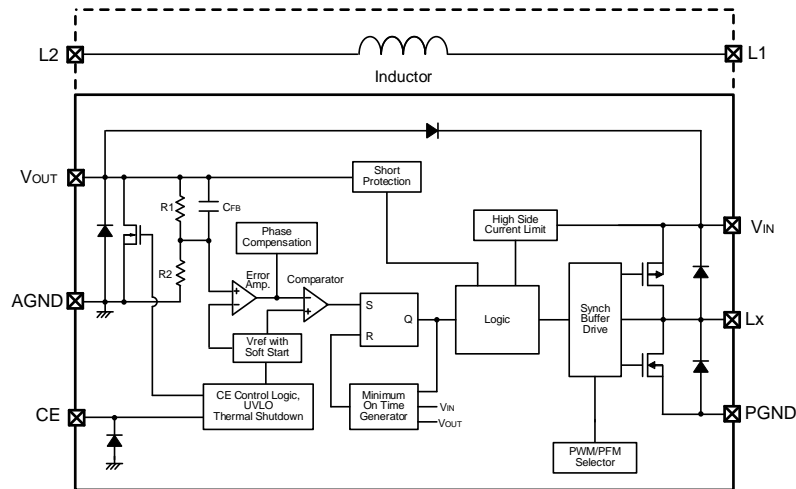 L2
L1
Inductor
VOUT
Short
Protection
R1
CFB
High Side
Current Limit
VIN
Phase
Compensation
R2
Error
Amp.
Comparator
AGND
S
Q
R
Logic
Synch
Buffer
Drive
Lx
Vref with
Soft Start
CE Control Logic,
UVLO
Thermal Shutdown
Minimum
On Time
Generator
VIN
VOUT
CE
PGND
PWM/PFM
Selector